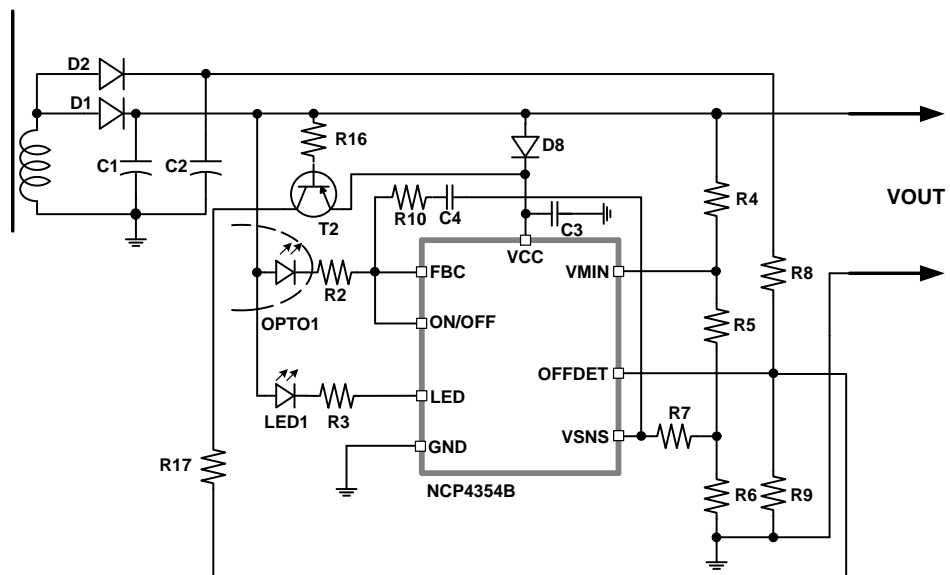 D2
D1
R16
D8
C1
C2
R4
VOUT
R10
C4
T2
C3
VCC
FBC
VMIN
R8
R2
OPTO1
ON/OFF
R5
OFFDET
LED
LED1
R3
R7
VSNS
GND
R17
NCP4354B
R6
R9